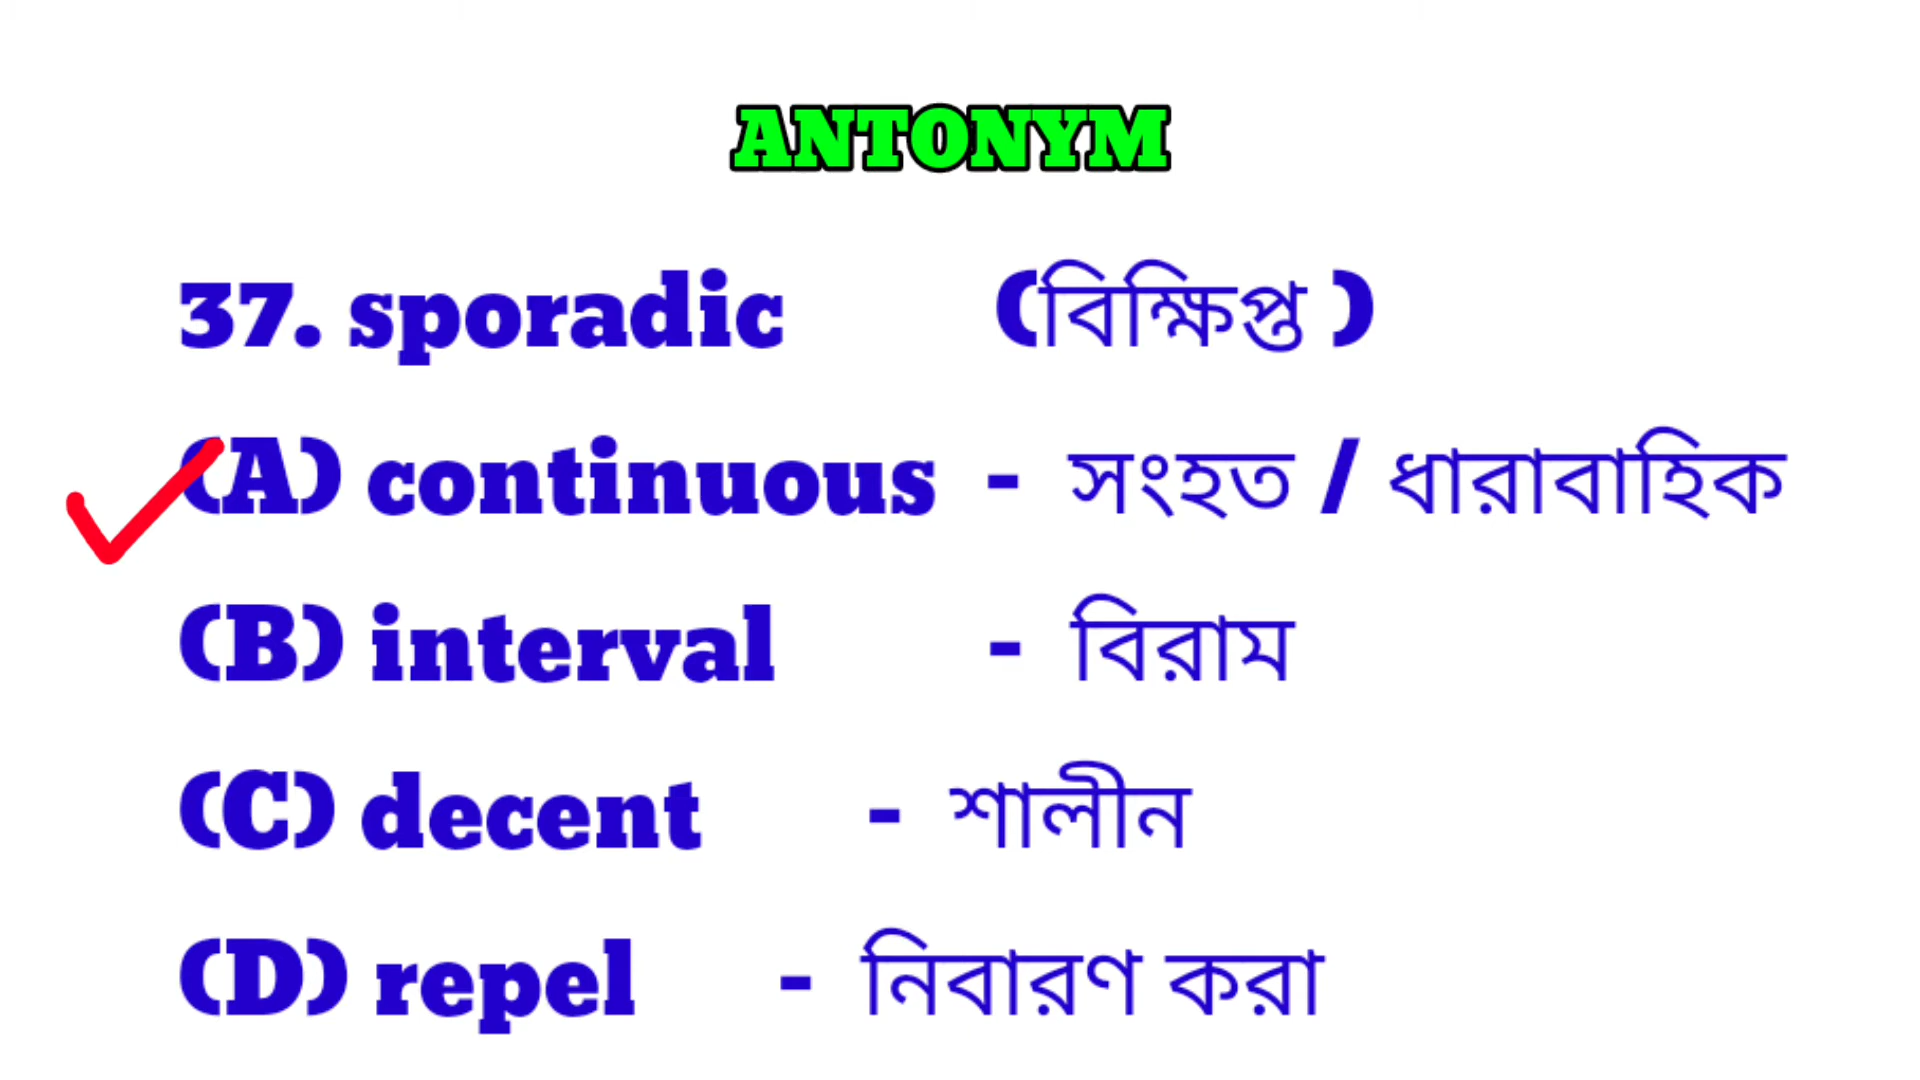 ANTONYM
37. sporadic (বিক্ষিপ্ত )
(A) continuous - সংহত / ধারাবাহিক
(B) interval - বিরাম
(C) decent - শালীন
(D) repel - নিবারণ করা